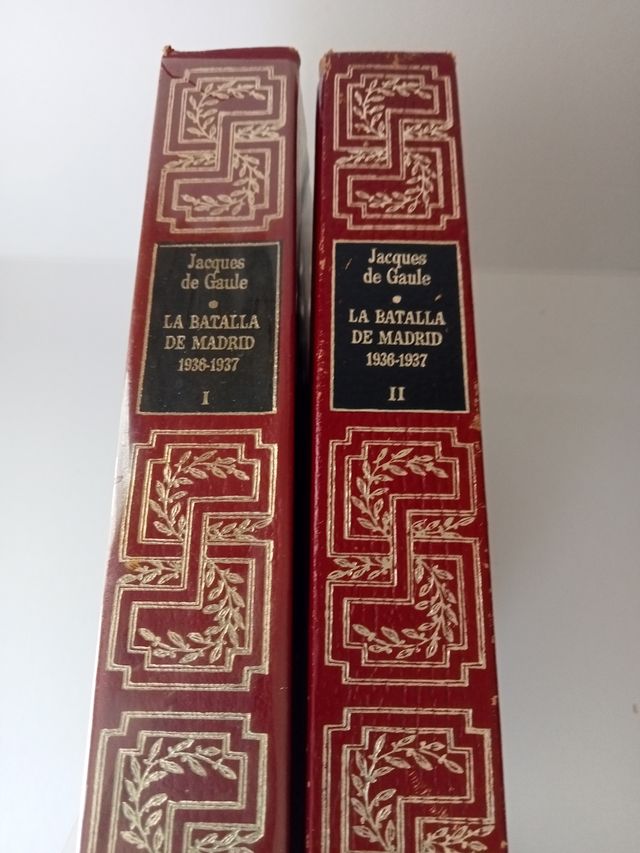 Jacques
de Gaule
LA BATALLA
DE MADRID
1936-1937
I
Jacques
de Gaule
LA BATALLA
DE MADRID
1936-1937
II